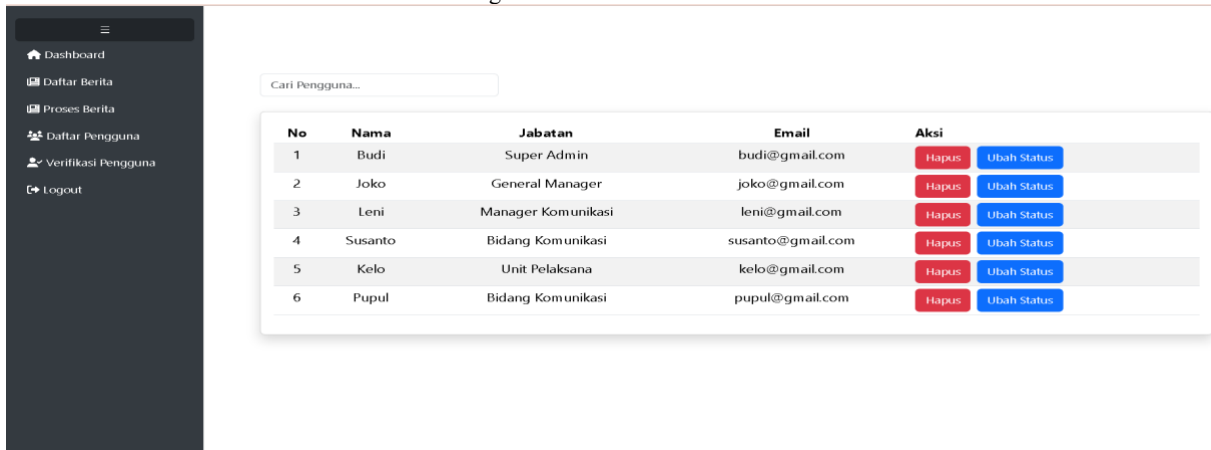 Dashboard
Daftar Berita
Proses Berita
Daftar Pengguna
Verifikasi Pengguna
Logout
Cari Pengguna...
No Nama Jabatan Email Aksi
1 Budi Super Admin budi@gmail.com Hapus Ubah Status
2 Joko General Manager joko@gmail.com Hapus Ubah Status
3 Leni Manager Komunikasi leni@gmail.com Hapus Ubah Status
4 Susanto Bidang Komunikasi susanto@gmail.com Hapus Ubah Status
5 Kelo Unit Pelaksana kelo@gmail.com Hapus Ubah Status
6 Pupul Bidang Komunikasi pupul@gmail.com Hapus Ubah Status